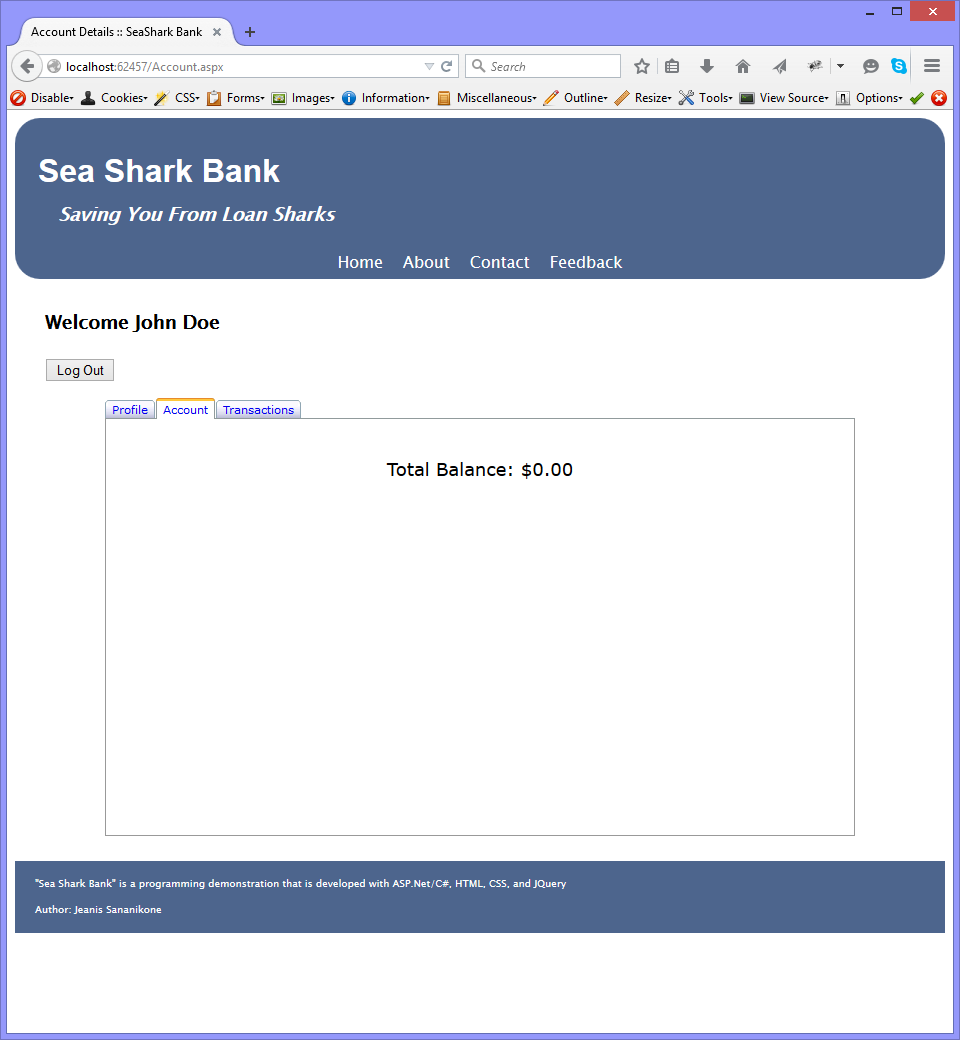 Account Details :: SeaShark Bank
localhost:62457/Account.aspx
Search
Disable Cookies CSS Forms Images Information Miscellaneous Outline Resize Tools View Source Options
Sea Shark Bank
Saving You From Loan Sharks
Home About Contact Feedback
Welcome John Doe
Log Out
Profile Account Transactions
Total Balance: $0.00
"Sea Shark Bank" is a programming demonstration that is developed with ASP.Net/C#, HTML, CSS, and JQuery
Author: Jeanis Sananikone